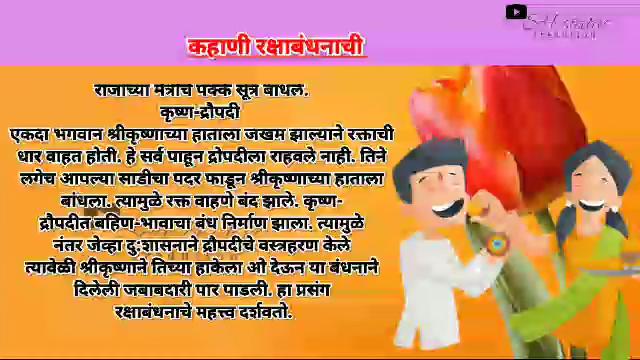 कहाणी रक्षाबंधनाची
राजाच्या मंत्राचे पक्क सूत्र बांधल.
कृष्ण-द्रौपदी
एकदा भगवान श्रीकृष्णाच्या हाताला जखम झाल्याने रक्ताची
धार वाहत होती. हे सर्व पाहून द्रोपदीला राहवले नाही. तिने
लगेच आपल्या साडीचा पदर फाडून श्रीकृष्णाच्या हाताला
बांधला. त्यामुळे रक्त वाहणे बंद झाले. कृष्ण-
द्रौपदीत बहिण-भावाचा बंध निर्माण झाला. त्यामुळे
नंतर जेव्हा दुःशासनाने द्रौपदीचे वस्त्रहरण केले
त्यावेळी श्रीकृष्णाने तिच्या हाकेला ओ देऊन या बंधनाने
दिलेली जबाबदारी पार पाडली. हा प्रसंग
रक्षाबंधनाचे महत्त्व दर्शवतो.